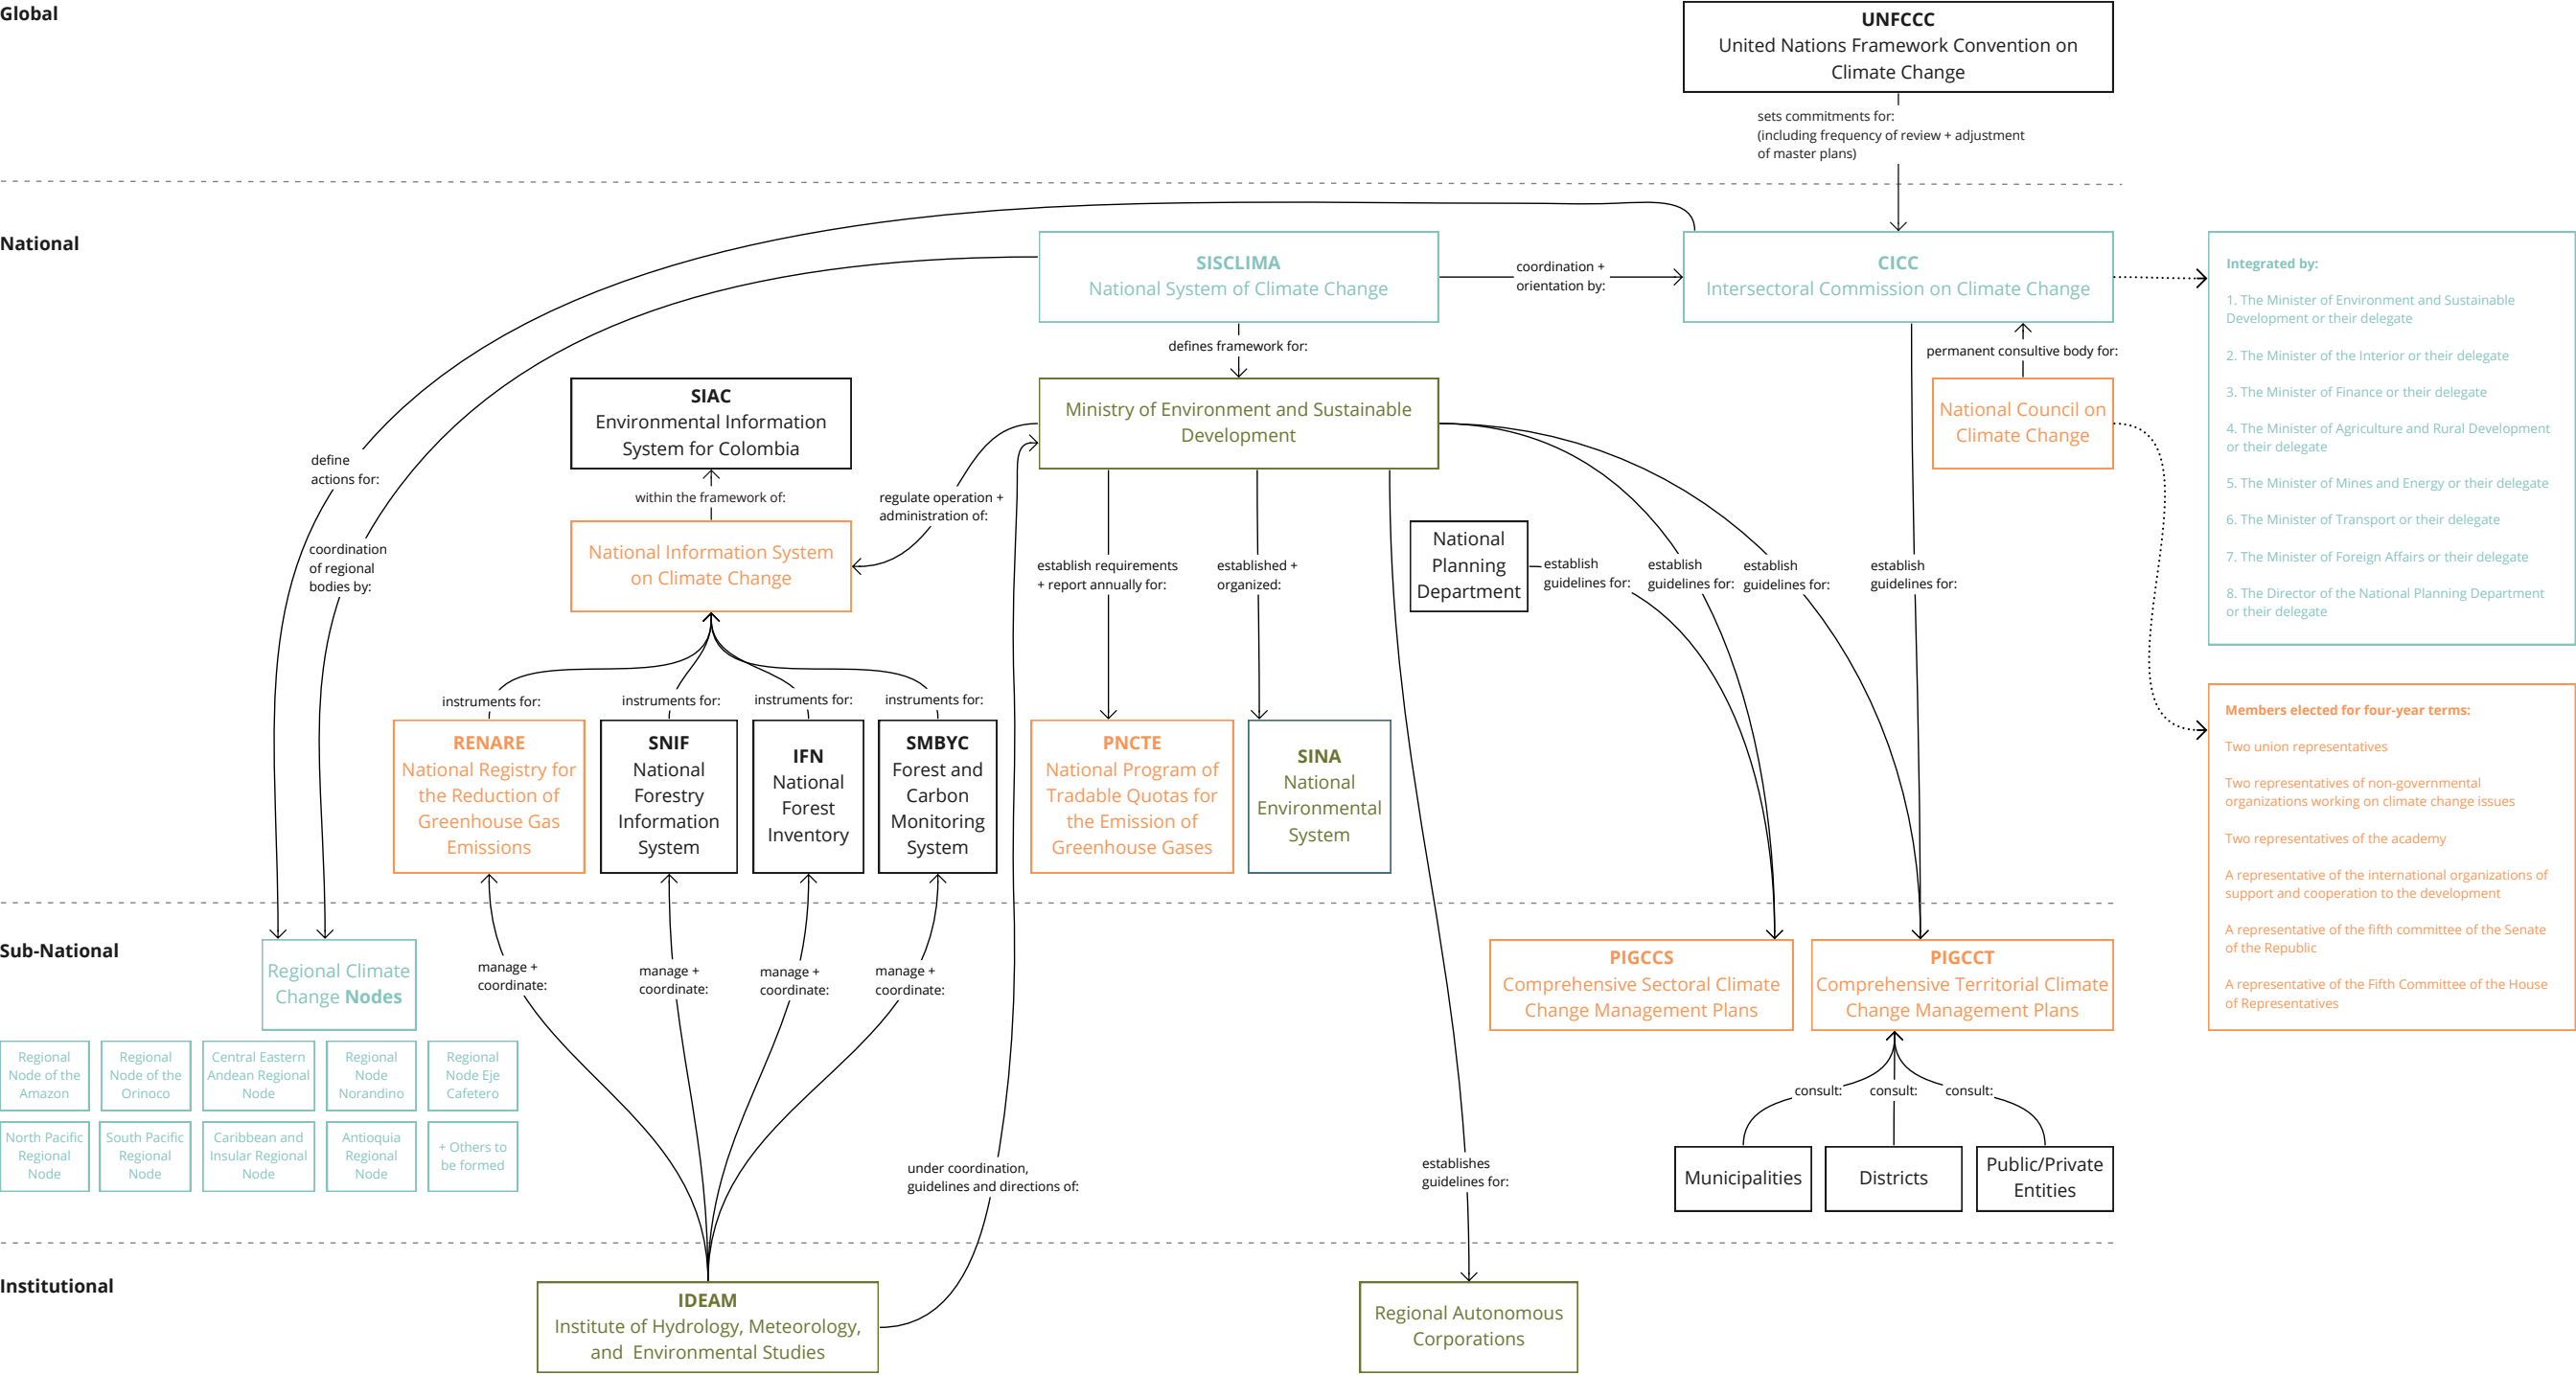 Global
UNFCCC
United Nations Framework Convention on
Climate Change
sets commitments for:
(including frequency of review + adjustment
of master plans)
National
SISCLIMA
National System of Climate Change
coordination +
orientation by:
CICC
Intersectoral Commission on Climate Change
Integrated by:
1. The Minister of Environment and Sustainable
Development or their delegate
2. The Minister of the Interior or their delegate
3. The Minister of Finance or their delegate
4. The Minister of Agriculture and Rural Development
or their delegate
5. The Minister of Mines and Energy or their delegate
6. The Minister of Transport or their delegate
7. The Minister of Foreign Affairs or their delegate
8. The Director of the National Planning Department
or their delegate
defines framework for:
permanent consultive body for:
SIAC
Environmental Information
System for Colombia
Ministry of Environment and Sustainable
Development
National Council on
Climate Change
define
actions for:
within the framework of:
regulate operation +
administration of:
coordination
of regional
bodies by:
National Information System
on Climate Change
establish requirements
+ report annually for:
established +
organized:
National
Planning
Department
establish
guidelines for:
establish
guidelines for:
establish
guidelines for:
establish
guidelines for:
instruments for:
instruments for:
instruments for:
instruments for:
RENARE
National Registry for
the Reduction of
Greenhouse Gas
Emissions
SNIF
National
Forestry
Information
System
IFN
National
Forest
Inventory
SMBYC
Forest and
Carbon
Monitoring
System
PNCTE
National Program of
Tradable Quotas for
the Emission of
Greenhouse Gases
SINA
National
Environmental
System
Members elected for four-year terms:
Two union representatives
Two representatives of non-governmental
organizations working on climate change issues
Two representatives of the academy
A representative of the international organizations of
support and cooperation to the development
A representative of the fifth committee of the Senate
of the Republic
A representative of the Fifth Committee of the House
of Representatives
Sub-National
Regional Climate
Change Nodes
manage +
coordinate:
manage +
coordinate:
manage +
coordinate:
manage +
coordinate:
PIGCCS
Comprehensive Sectoral Climate
Change Management Plans
PIGCCT
Comprehensive Territorial Climate
Change Management Plans
Regional
Node of the
Amazon
Regional
Node of the
Orinoco
Central Eastern
Andean Regional
Node
Regional
Node
Norandino
Regional
Node Eje
Cafetero
North Pacific
Regional
Node
South Pacific
Regional
Node
Caribbean and
Insular Regional
Node
Antioquia
Regional
Node
+ Others to
be formed
consult:
consult:
consult:
under coordination,
guidelines and directions of:
establishes
guidelines for:
Municipalities
Districts
Public/Private
Entities
Institutional
IDEAM
Institute of Hydrology, Meteorology,
and Environmental Studies
Regional Autonomous
Corporations